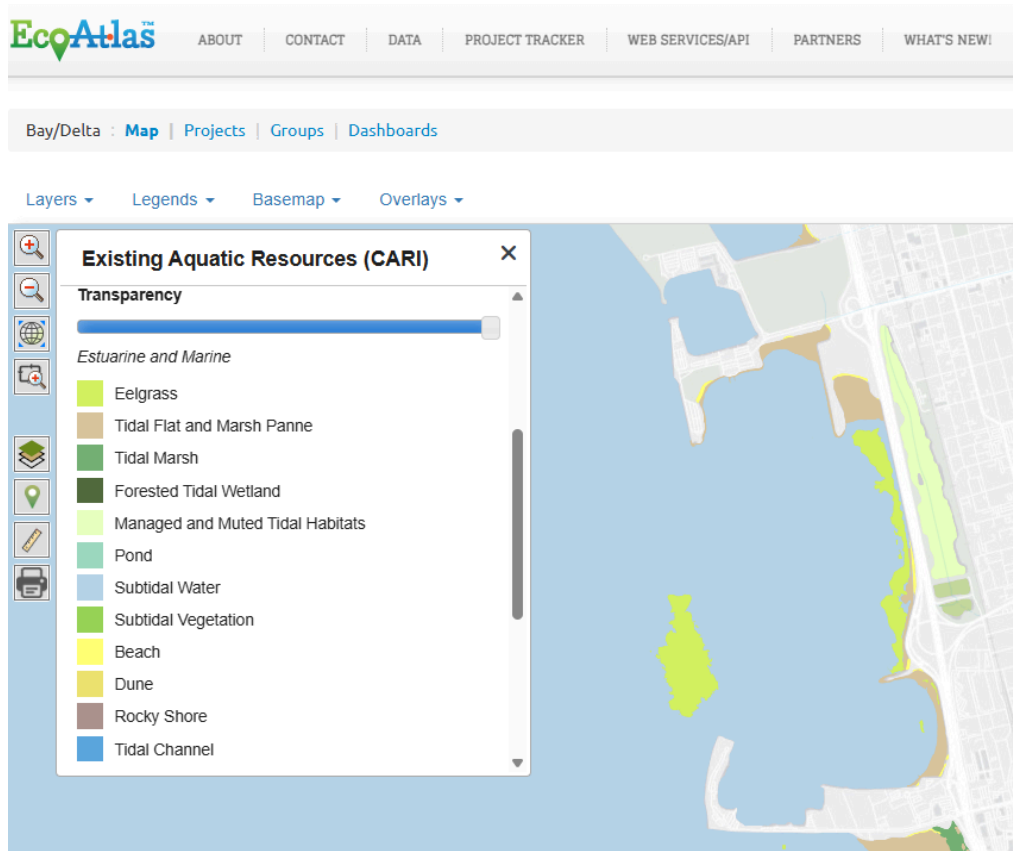 EcoAtlas™
ABOUT CONTACT DATA PROJECT TRACKER WEB SERVICES/API PARTNERS WHAT'S NEW!
Bay/Delta : Map | Projects | Groups | Dashboards
Layers Legends Basemap Overlays
Existing Aquatic Resources (CARI)
Transparency
Estuarine and Marine
Eelgrass
Tidal Flat and Marsh Panne
Tidal Marsh
Forested Tidal Wetland
Managed and Muted Tidal Habitats
Pond
Subtidal Water
Subtidal Vegetation
Beach
Dune
Rocky Shore
Tidal Channel